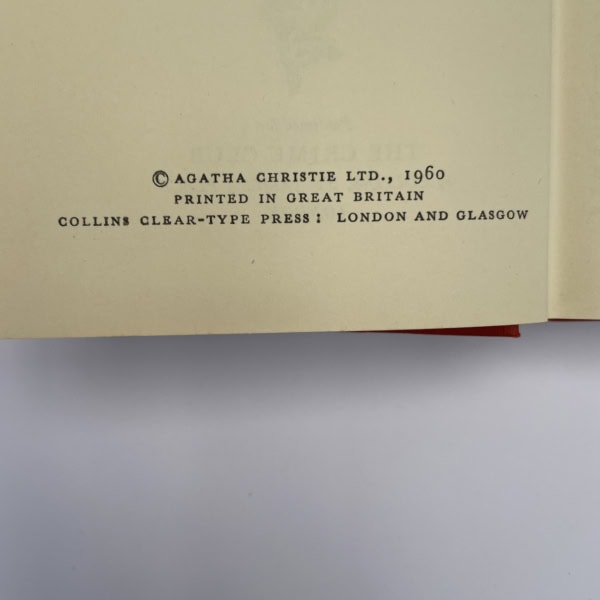 © AGATHA CHRISTIE LTD., 1960
PRINTED IN GREAT BRITAIN
COLLINS CLEAR-TYPE PRESS: LONDON AND GLASGOW